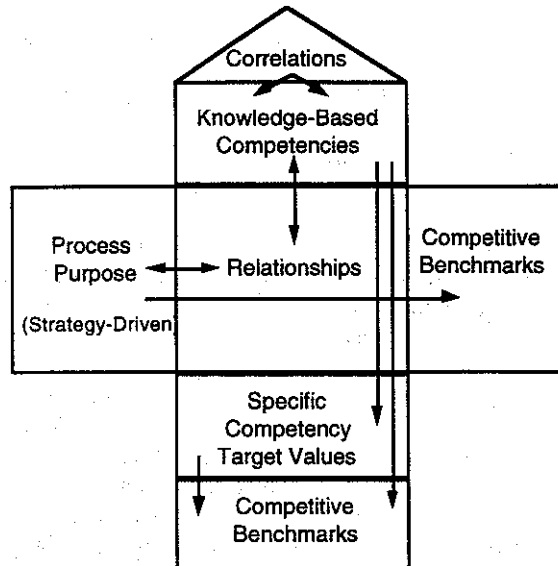 Correlations
Knowledge-Based
Competencies
Process
Purpose
(Strategy-Driven
Relationships
Competitive
Benchmarks
Specific
Competency
Target Values
Competitive
Benchmarks